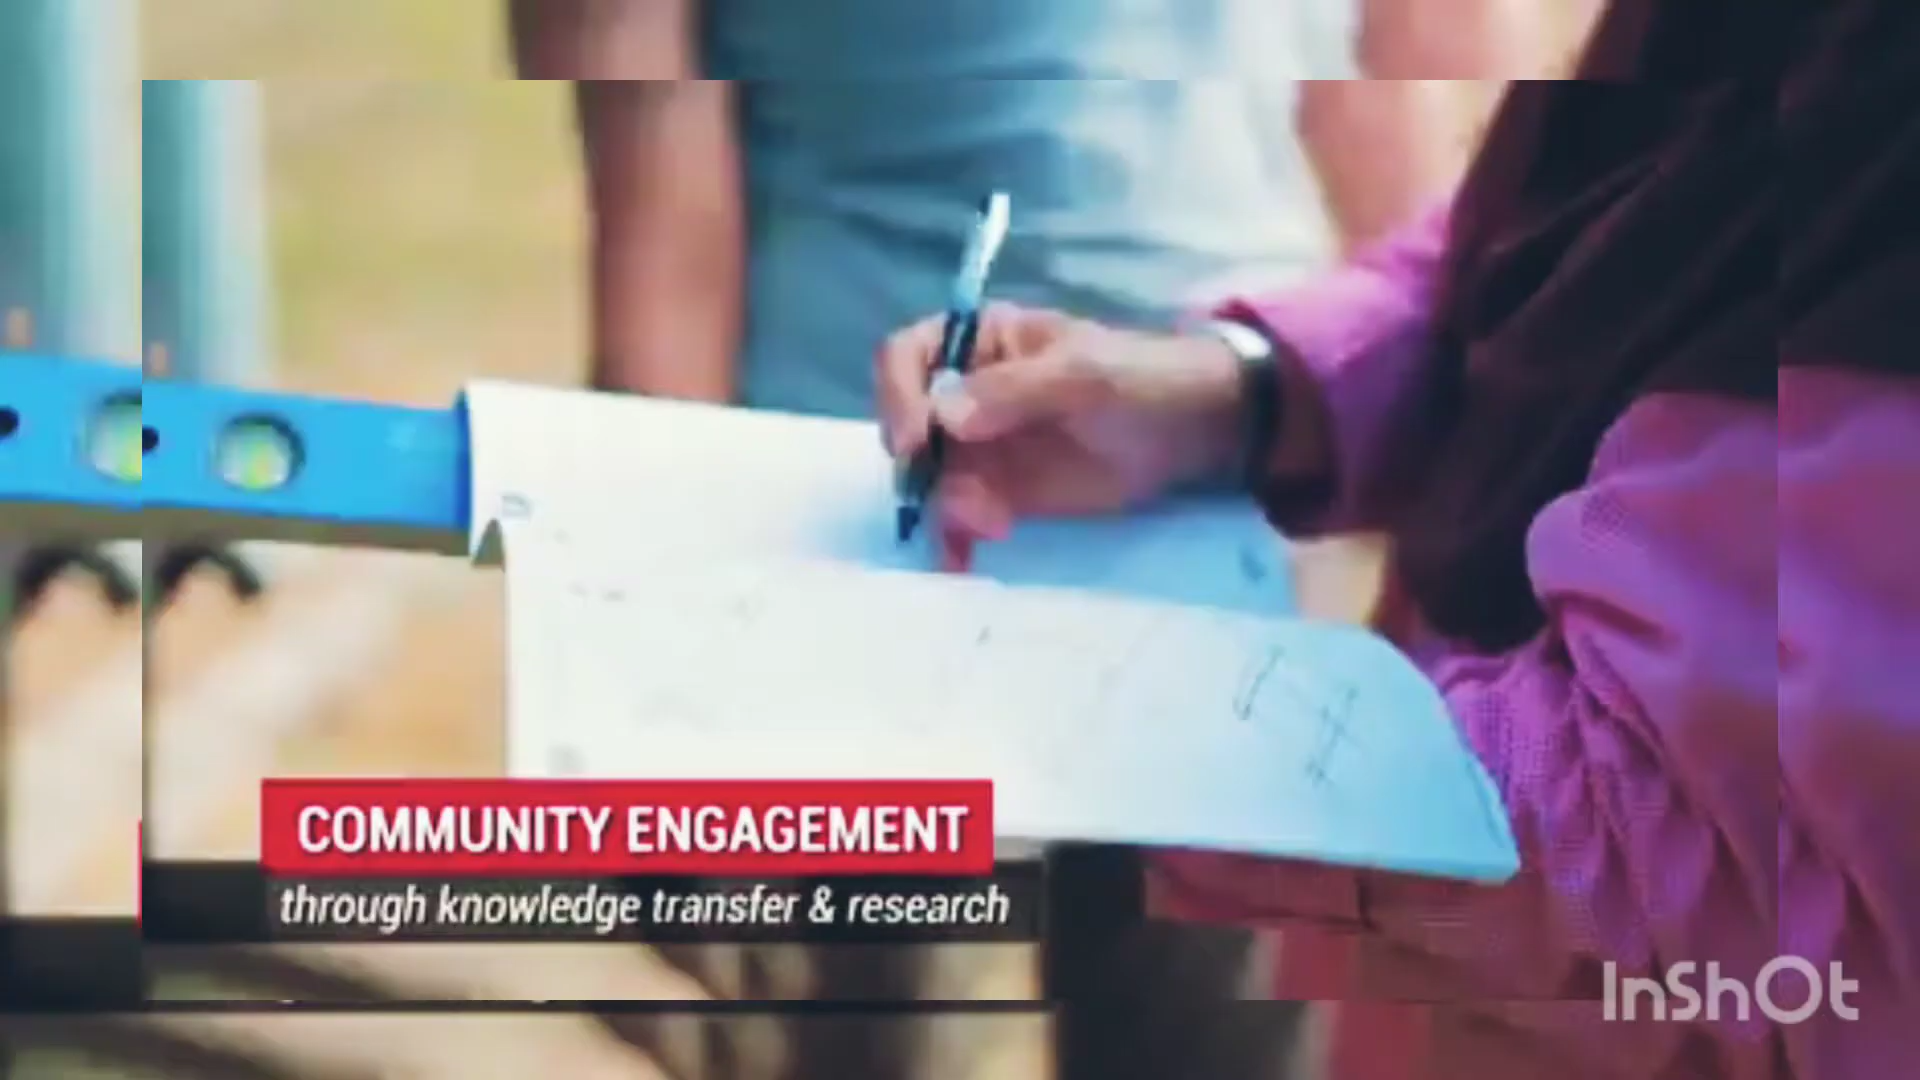 COMMUNITY ENGAGEMENT
through knowledge transfer & research
InShOt